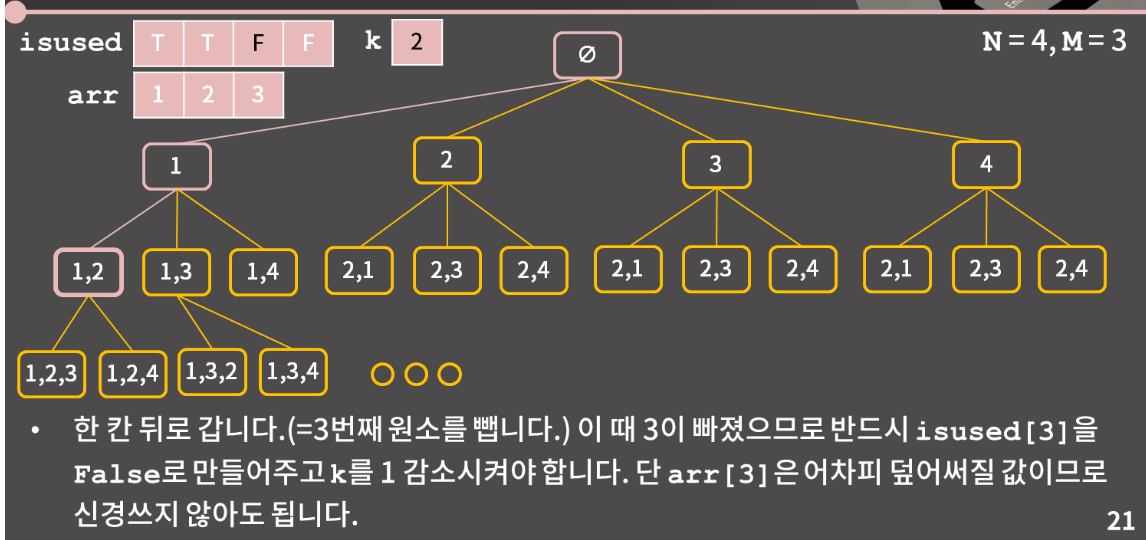 isused T T F F k 2
N = 4, M = 3
arr 1 2 3
∅
1 2 3 4
1,2 1,3 1,4 2,1 2,3 2,4 2,1 2,3 2,4 2,1 2,3 2,4
1,2,3 1,2,4 1,3,2 1,3,4
• 한 칸 뒤로 갑니다.(=3번째 원소를 뺍니다.) 이 때 3이 빠졌으므로 반드시 isused[3]을
False로 만들어주고 k를 1 감소시켜야 합니다. 단 arr[3]은 어차피 덮어써질 값이므로
신경쓰지 않아도 됩니다.
21